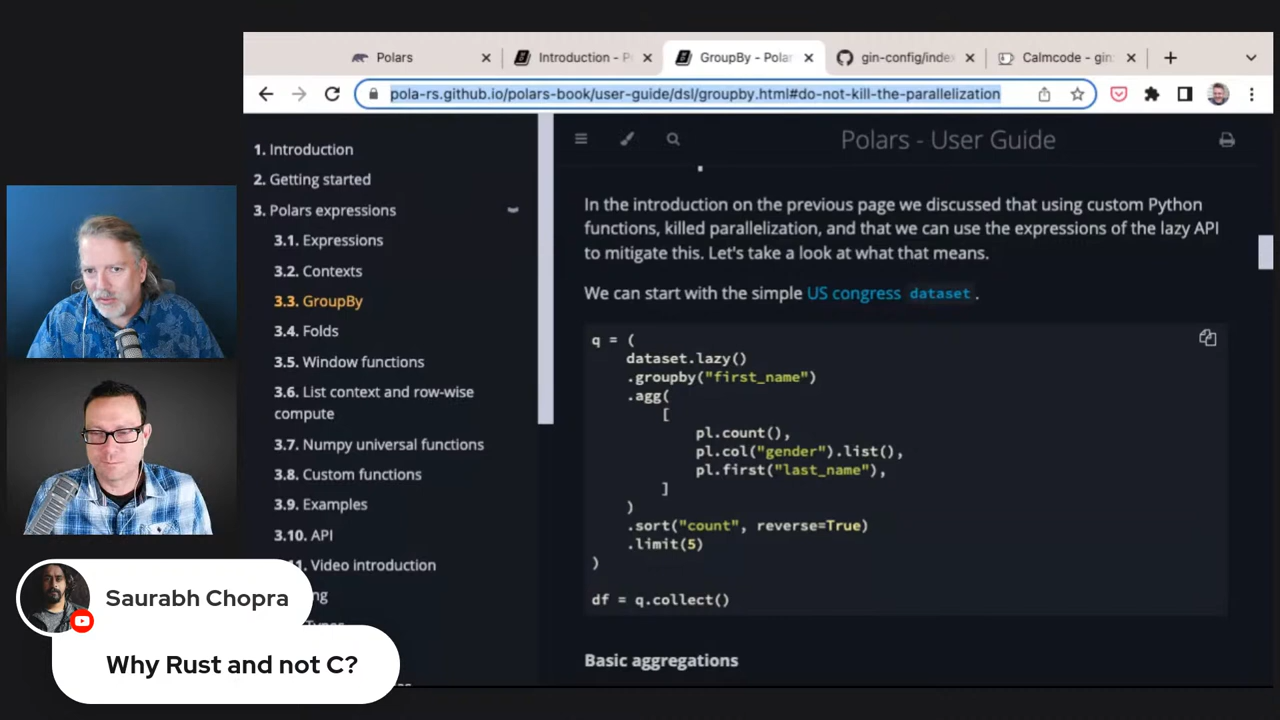 Polars
Introduction - P
GroupBy - Polar
gin-config/index
Calmcode - gin
pola-rs.github.io/polars-book/user-guide/dsl/groupby.html#do-not-kill-the-parallelization
1. Introduction
2. Getting started
3. Polars expressions
3.1. Expressions
3.2. Contexts
3.3. GroupBy
3.4. Folds
3.5. Window functions
3.6. List context and row-wise
compute
3.7. Numpy universal functions
3.8. Custom functions
3.9. Examples
3.10. API
Video introduction
Polars - User Guide
In the introduction on the previous page we discussed that using custom Python
functions, killed parallelization, and that we can use the expressions of the lazy API
to mitigate this. Let's take a look at what that means.
We can start with the simple US congress dataset.
q = (
dataset.lazy()
.groupby("first_name")
.agg(
[
pl.count(),
pl.col("gender").list(),
pl.first("last_name"),
]
)
.sort("count", reverse=True)
.limit(5)
)
df = q.collect()
Basic aggregations
Saurabh Chopra
Why Rust and not C?